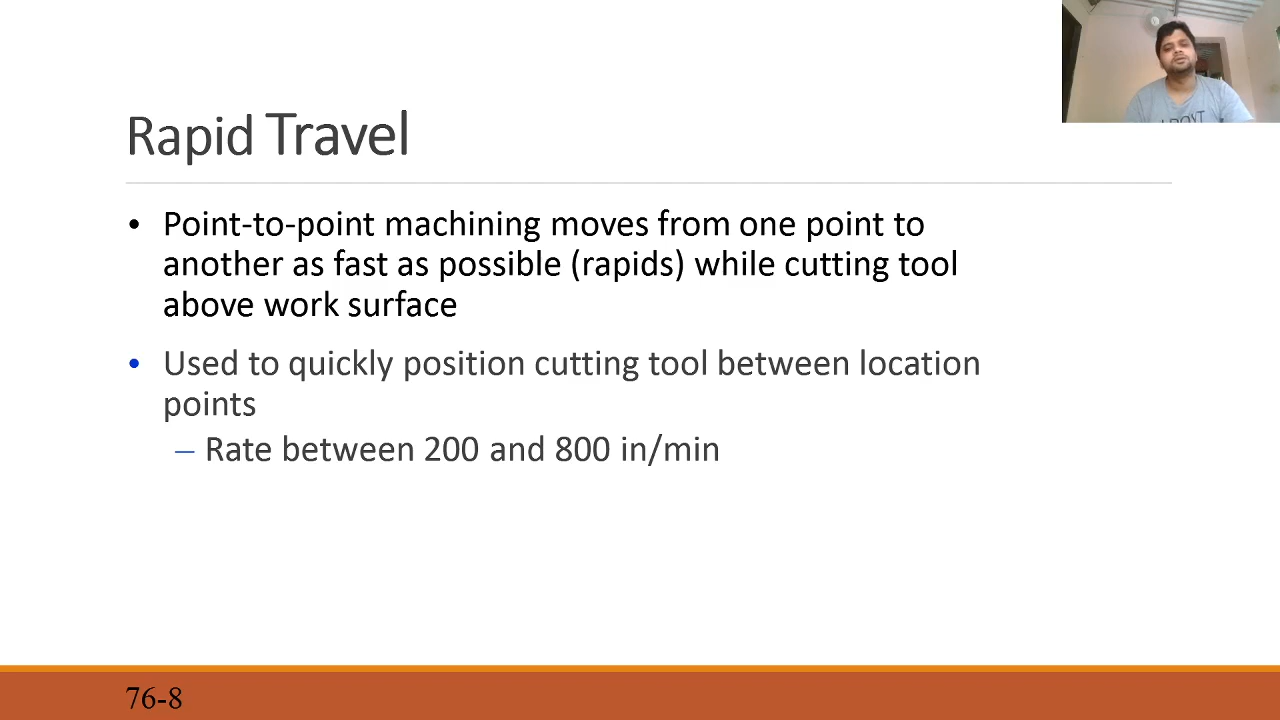 Rapid Travel
• Point-to-point machining moves from one point to
another as fast as possible (rapids) while cutting tool
above work surface
• Used to quickly position cutting tool between location
points
– Rate between 200 and 800 in/min
76-8